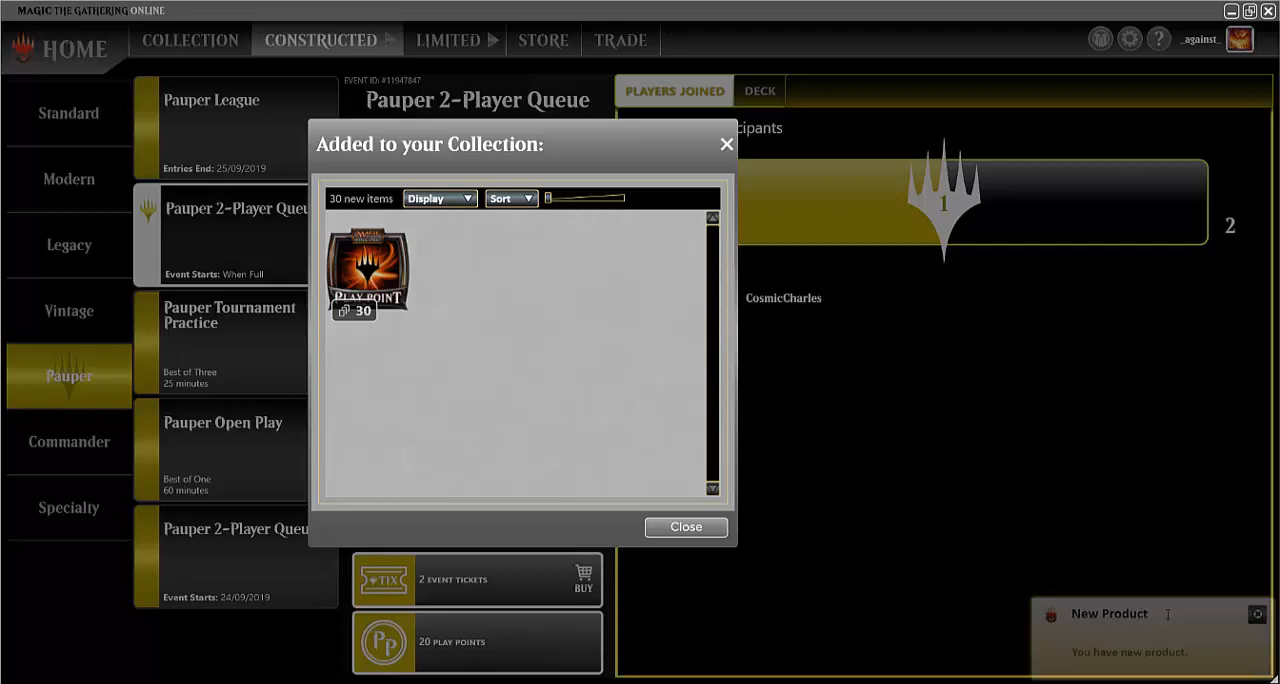 MAGIC THE GATHERING ONLINE
HOME
COLLECTION
CONSTRUCTED
LIMITED
STORE
TRADE
?
_against_
Standard
Modern
Legacy
Vintage
Pauper
Commander
Specialty
Pauper League
Entries End: 25/09/2019
Pauper 2-Player Queu
Event Starts: When Full
Pauper Tournament
Practice
Best of Three
25 minutes
Pauper Open Play
Best of One
60 minutes
Pauper 2-Player Queu
Event Starts: 24/09/2019
EVENT ID: #11947847
Pauper 2-Player Queue
Added to your Collection:
30 new items
Display
Sort
MAGIC
PLAY POINT
30
Close
TIX
2 EVENT TICKETS
BUY
PP
20 PLAY POINTS
PLAYERS JOINED
DECK
cipants
1
2
CosmicCharles
New Product
You have new product.